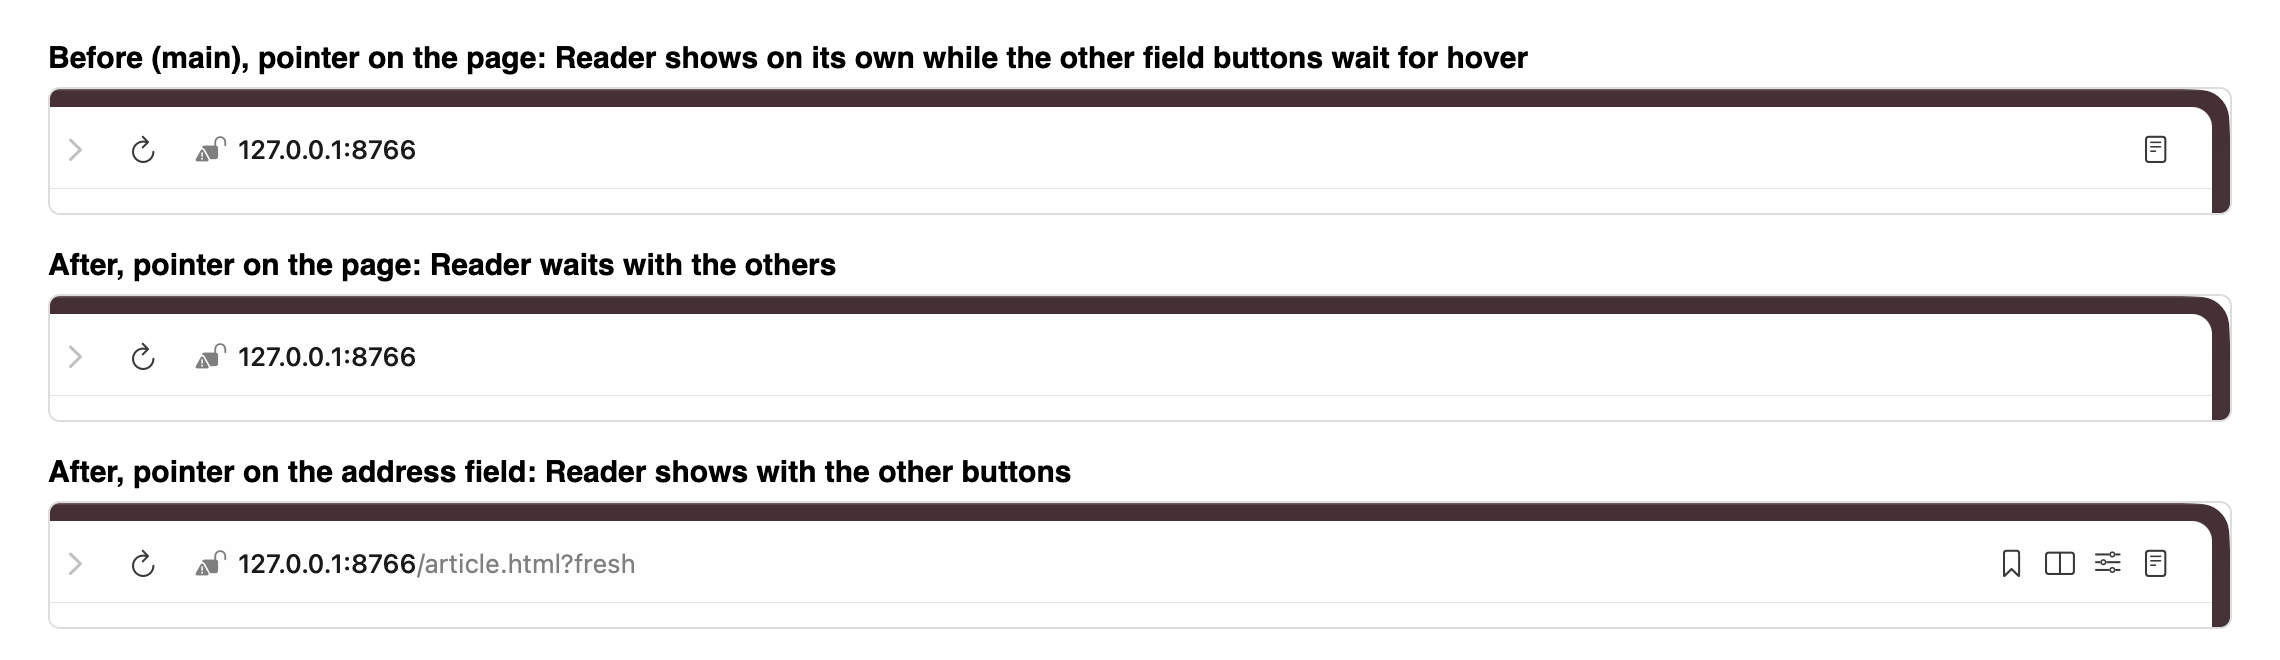 Before (main), pointer on the page: Reader shows on its own while the other field buttons wait for hover
127.0.0.1:8766
After, pointer on the page: Reader waits with the others
127.0.0.1:8766
After, pointer on the address field: Reader shows with the other buttons
127.0.0.1:8766/article.html?fresh